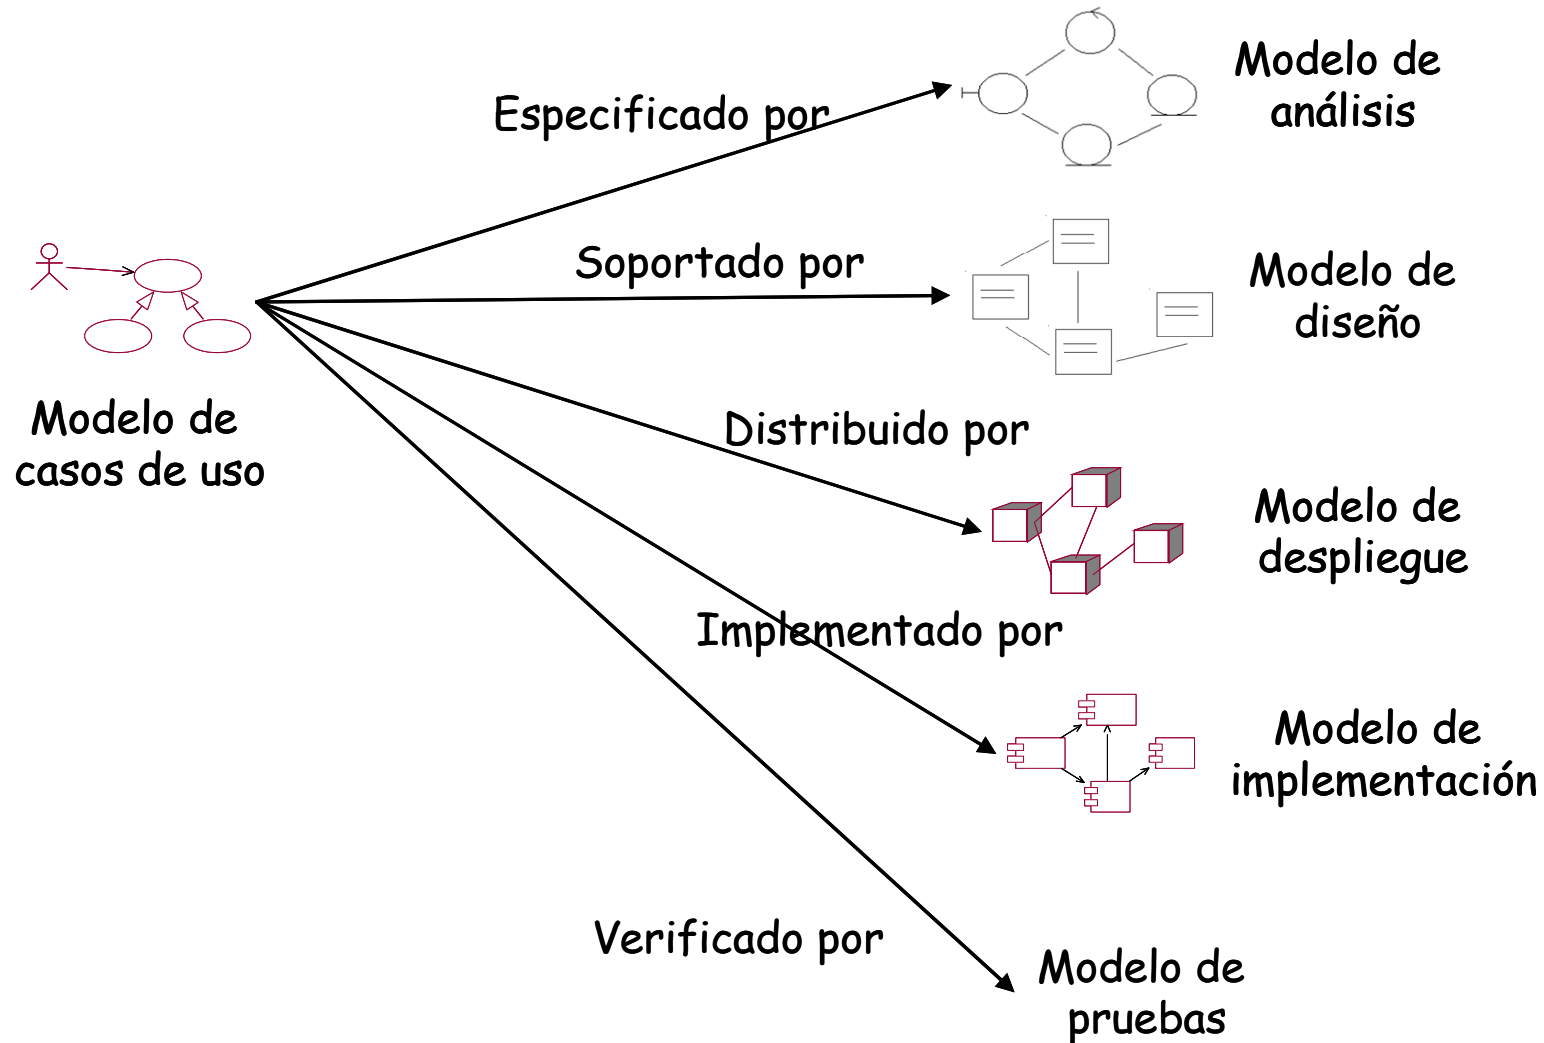 Especificado por
Modelo de
análisis
Soportado por
Modelo de
diseño
Modelo de
casos de uso
Distribuido por
Modelo de
despliegue
Implementado por
Modelo de
implementación
Verificado por
Modelo de
pruebas